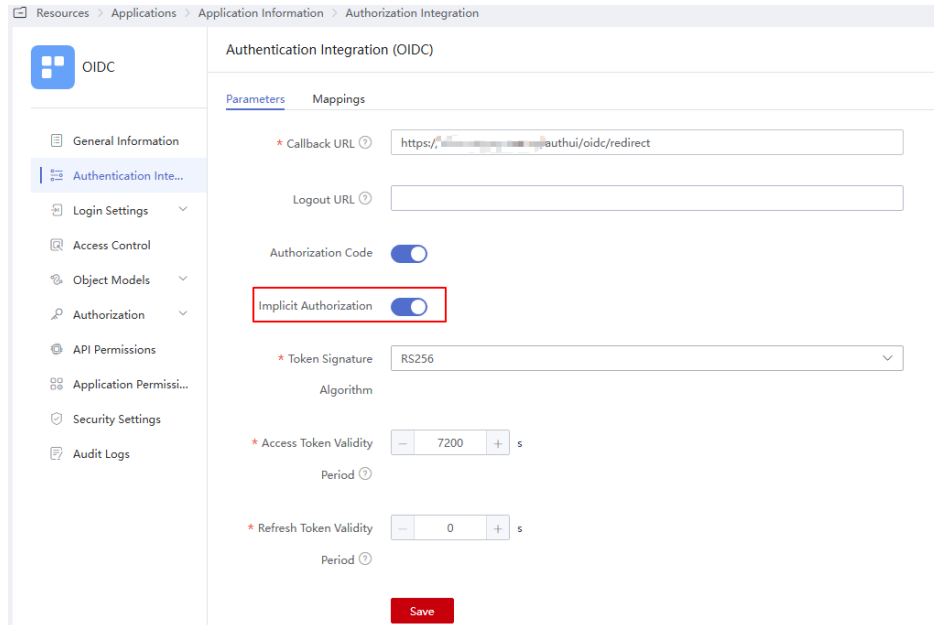 Resources > Applications > Application Information > Authorization Integration
OIDC
General Information
Authentication Inte...
Login Settings
Access Control
Object Models
Authorization
API Permissions
Application Permissi...
Security Settings
Audit Logs
Authentication Integration (OIDC)
Parameters Mappings
* Callback URL ? https:/ authui/oidc/redirect
Logout URL ?
Authorization Code
Implicit Authorization
* Token Signature Algorithm RS256
* Access Token Validity Period ? − 7200 + s
* Refresh Token Validity Period ? − 0 + s
Save